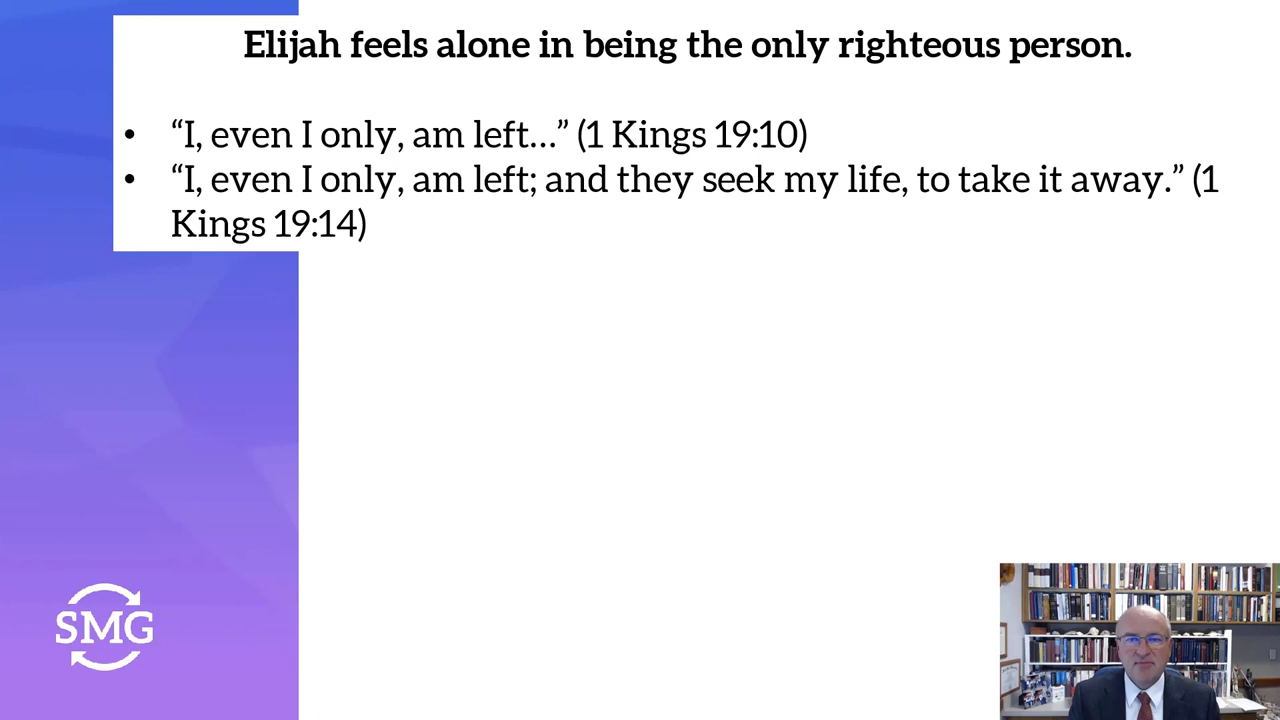 Elijah feels alone in being the only righteous person.
• “I, even I only, am left…” (1 Kings 19:10)
• “I, even I only, am left; and they seek my life, to take it away.” (1
Kings 19:14)
SMG